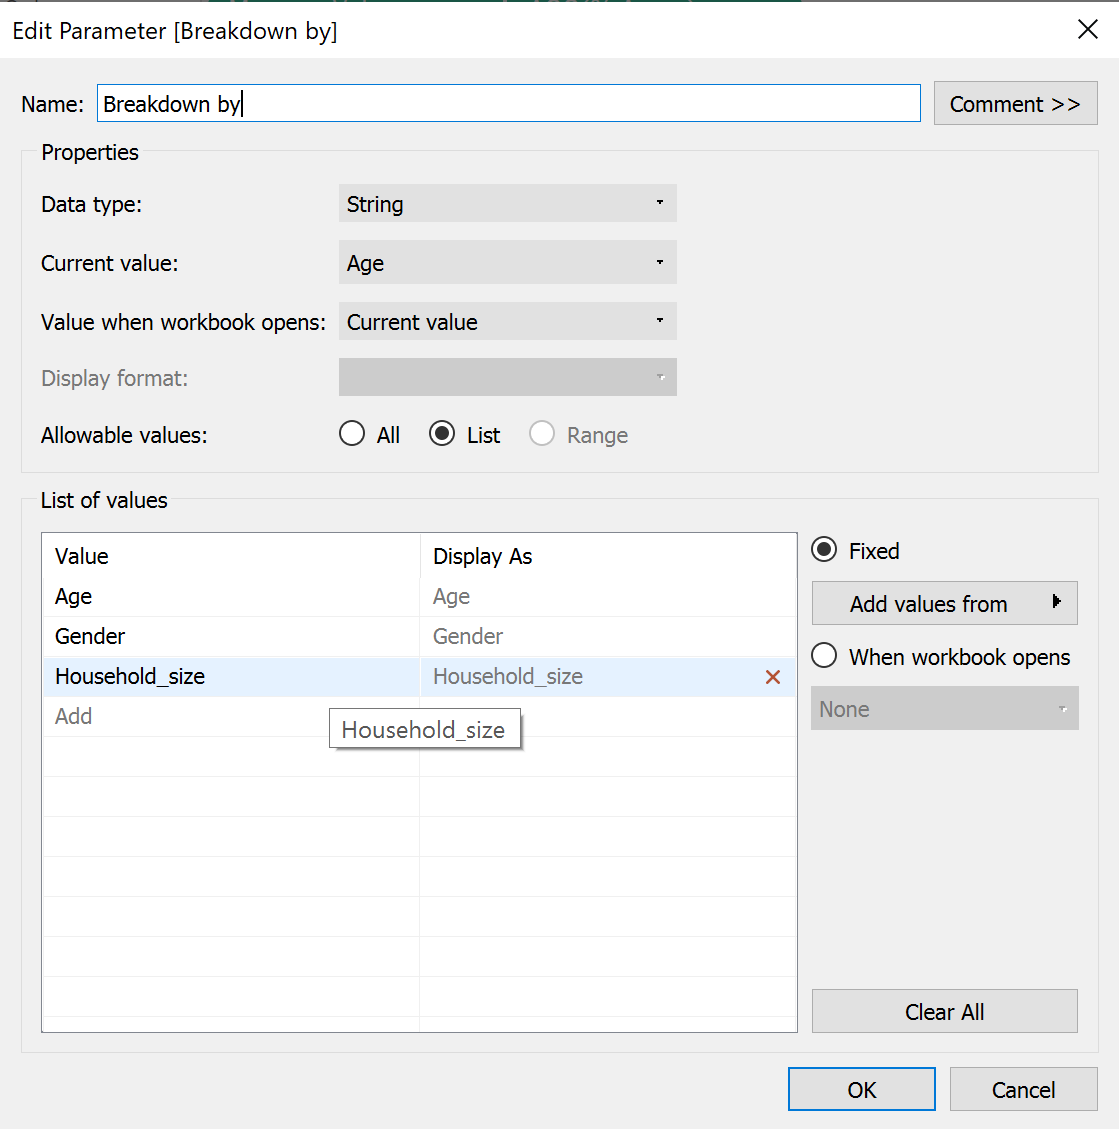 Edit Parameter [Breakdown by]
Name: Breakdown by Comment >>
Properties
Data type: String
Current value: Age
Value when workbook opens: Current value
Display format:
Allowable values: All List Range
List of values
Value Display As
Fixed
Age Age
Add values from
Gender Gender
When workbook opens
Household_size Household_size
None
Add
Household_size
Clear All
OK Cancel